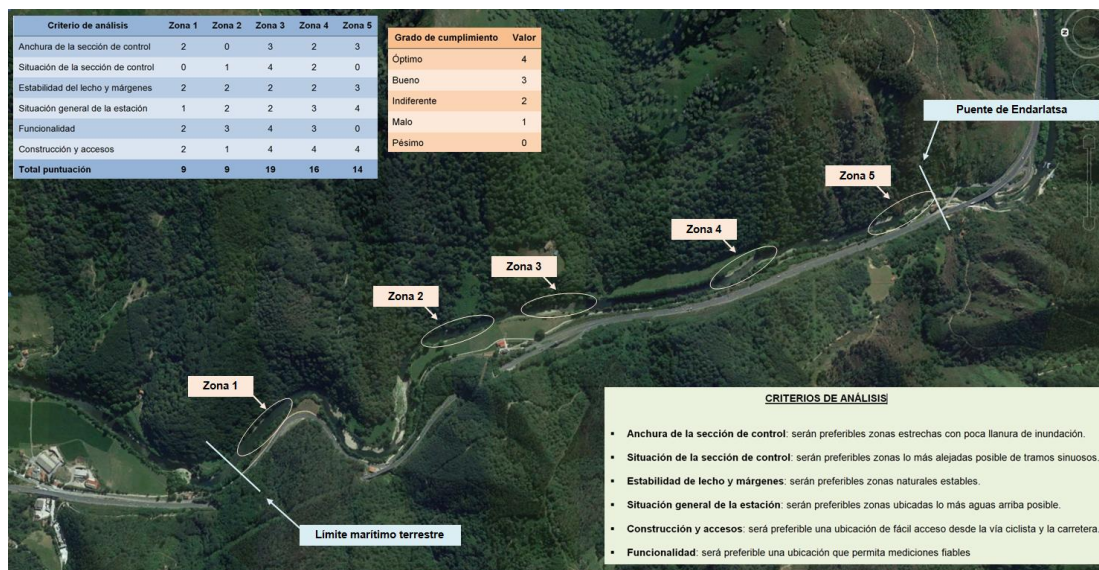 Criterio de análisis Zona 1 Zona 2 Zona 3 Zona 4 Zona 5
Anchura de la sección de control 2 0 3 2 3
Situación de la sección de control 0 1 4 2 0
Estabilidad del lecho y márgenes 2 2 2 2 3
Situación general de la estación 1 2 2 3 4
Funcionalidad 2 3 4 3 0
Construcción y accesos 2 1 4 4 4
Total puntuación 9 9 19 16 14
Grado de cumplimiento Valor
Óptimo 4
Bueno 3
Indiferente 2
Malo 1
Pésimo 0
Puente de Endarlatsa
Zona 5
Zona 4
Zona 3
Zona 2
Zona 1
Límite marítimo terrestre
CRITERIOS DE ANÁLISIS
▪ Anchura de la sección de control: serán preferibles zonas estrechas con poca llanura de inundación.
▪ Situación de la sección de control: serán preferibles zonas lo más alejadas posible de tramos sinuosos.
▪ Estabilidad de lecho y márgenes: serán preferibles zonas naturales estables.
▪ Situación general de la estación: serán preferibles zonas ubicadas lo más aguas arriba posible.
▪ Construcción y accesos: será preferible una ubicación de fácil acceso desde la vía ciclista y la carretera.
▪ Funcionalidad: será preferible una ubicación que permita mediciones fiables